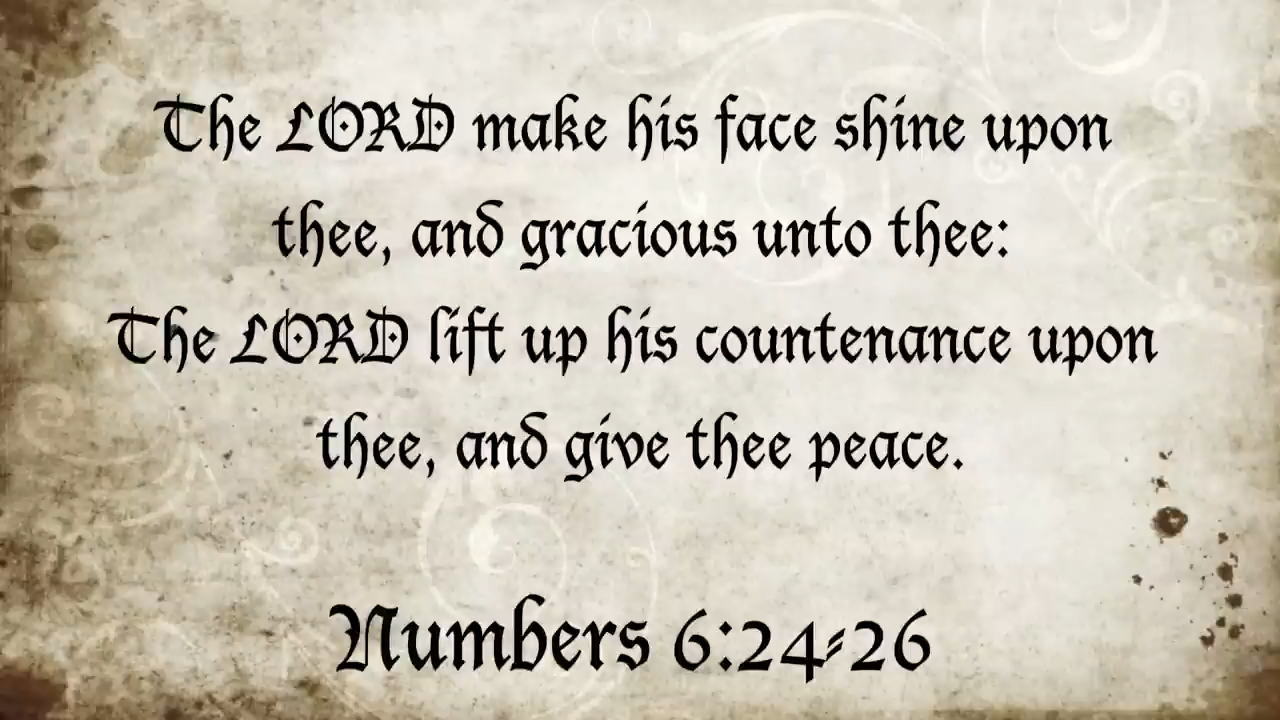 The LORD make his face shine upon
thee, and gracious unto thee:
The LORD lift up his countenance upon
thee, and give thee peace.
Numbers 6:24-26